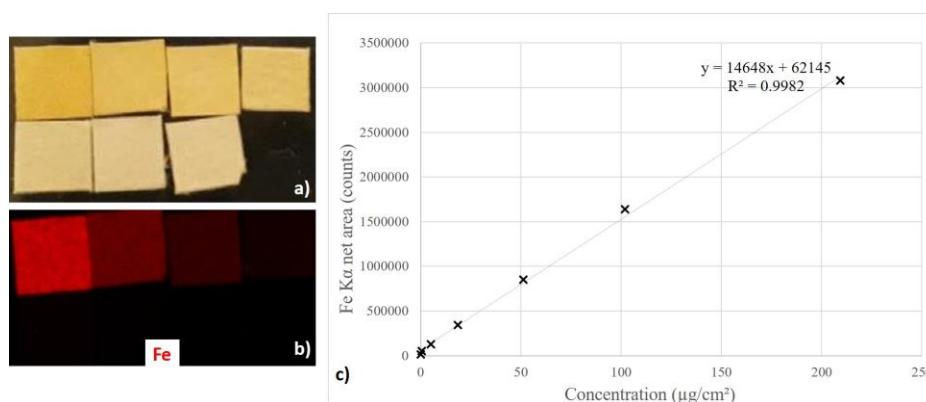 a)
Fe
b)
3500000
3000000
2500000
2000000
1500000
1000000
500000
0
Fe Kα net area (counts)
y = 14648x + 62145
R² = 0.9982
0
50
100
150
200
250
Concentration (µg/cm²)
c)